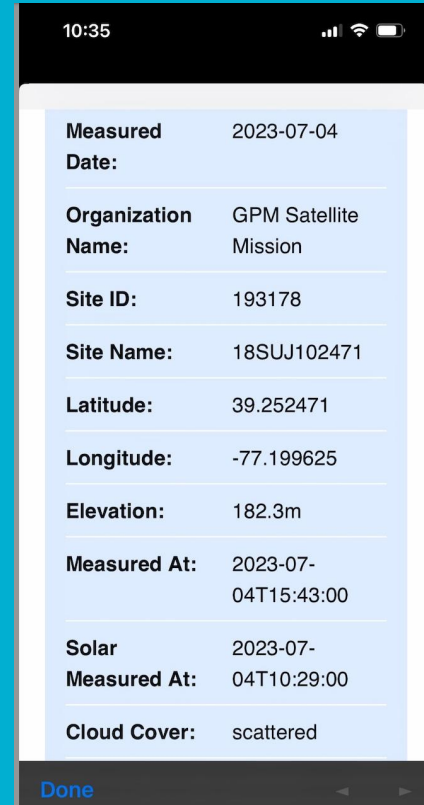 10:35
Measured Date: 2023-07-04
Organization Name: GPM Satellite Mission
Site ID: 193178
Site Name: 18SUJ102471
Latitude: 39.252471
Longitude: -77.199625
Elevation: 182.3m
Measured At: 2023-07-04T15:43:00
Solar Measured At: 2023-07-04T10:29:00
Cloud Cover: scattered
Done